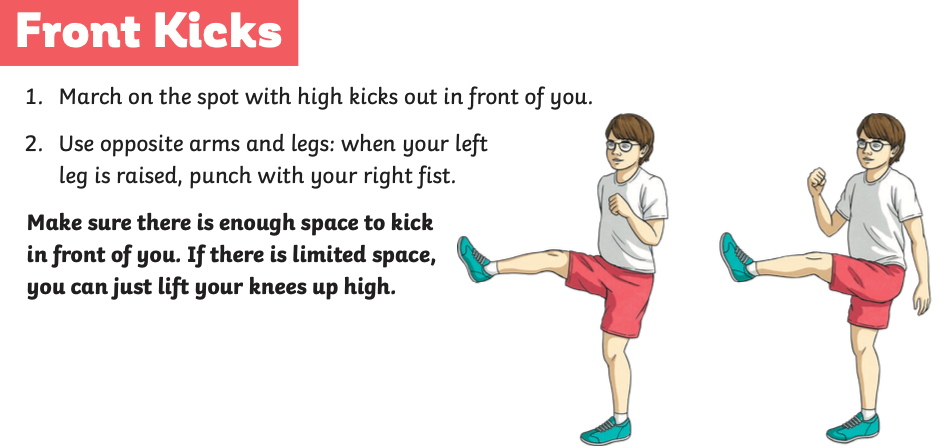 Front Kicks
1. March on the spot with high kicks out in front of you.
2. Use opposite arms and legs: when your left
leg is raised, punch with your right fist.
Make sure there is enough space to kick
in front of you. If there is limited space,
you can just lift your knees up high.